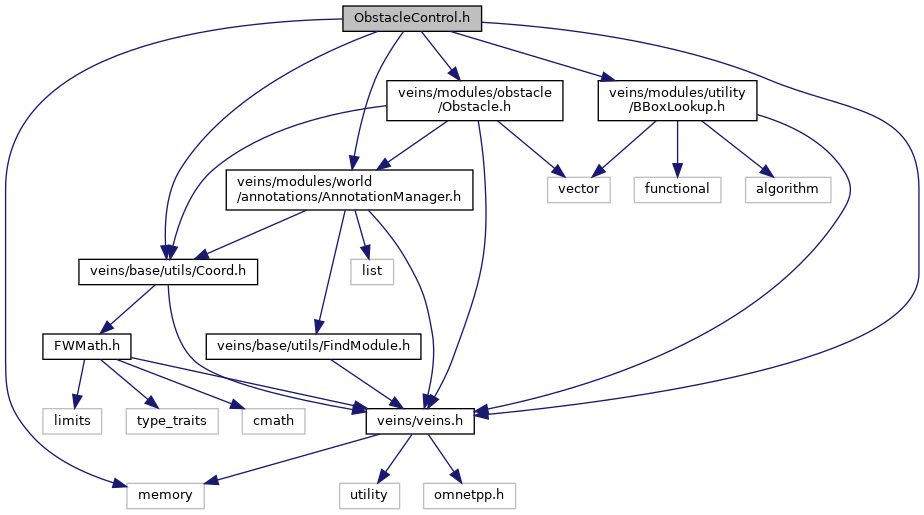 ObstacleControl.h
veins/modules/obstacle
/Obstacle.h
veins/modules/utility
/BBoxLookup.h
veins/modules/world
/annotations/AnnotationManager.h
vector
functional
algorithm
veins/base/utils/Coord.h
list
FWMath.h
veins/base/utils/FindModule.h
limits
type_traits
cmath
veins/veins.h
memory
utility
omnetpp.h